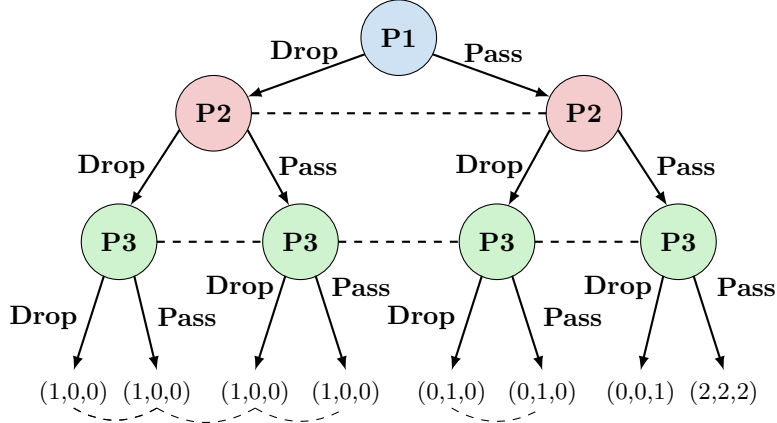 P1
Drop Pass
P2 P2
Drop Pass Drop Pass
P3 P3 P3 P3
Drop Pass Drop Pass Drop Pass Drop Pass
(1,0,0) (1,0,0) (1,0,0) (1,0,0) (0,1,0) (0,1,0) (0,0,1) (2,2,2)